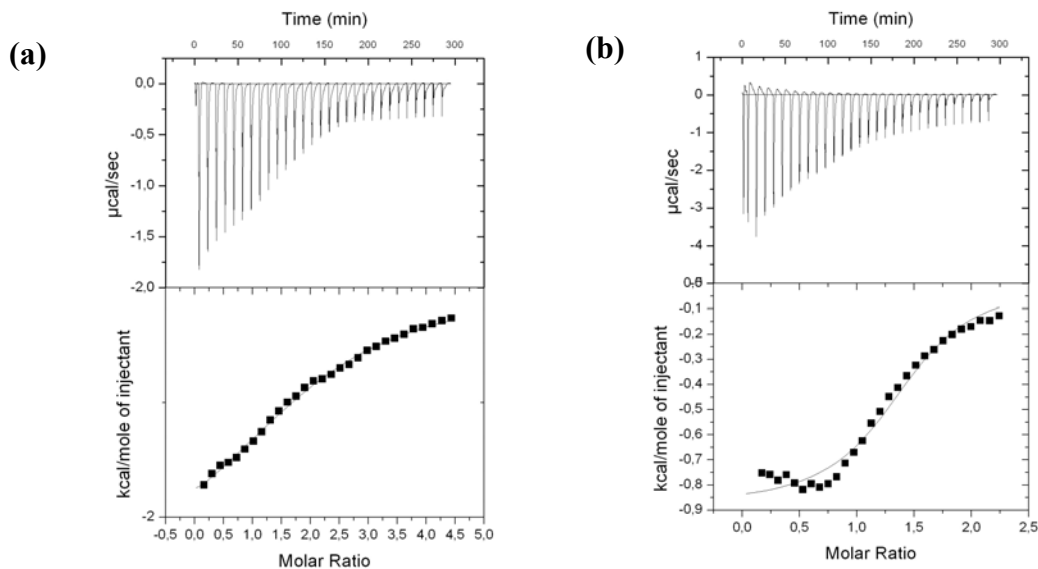 (a)
Time (min)
0 50 100 150 200 250 300
0,0
-0,5
-1,0
-1,5
-2,0
µcal/sec
-2
kcal/mole of injectant
-0,5 0,0 0,5 1,0 1,5 2,0 2,5 3,0 3,5 4,0 4,5 5,0
Molar Ratio
(b)
Time (min)
0 50 100 150 200 250 300
1
0
-1
-2
-3
-4
µcal/sec
-0,1
-0,2
-0,3
-0,4
-0,5
-0,6
-0,7
-0,8
-0,9
kcal/mole of injectant
0,0 0,5 1,0 1,5 2,0 2,5
Molar Ratio